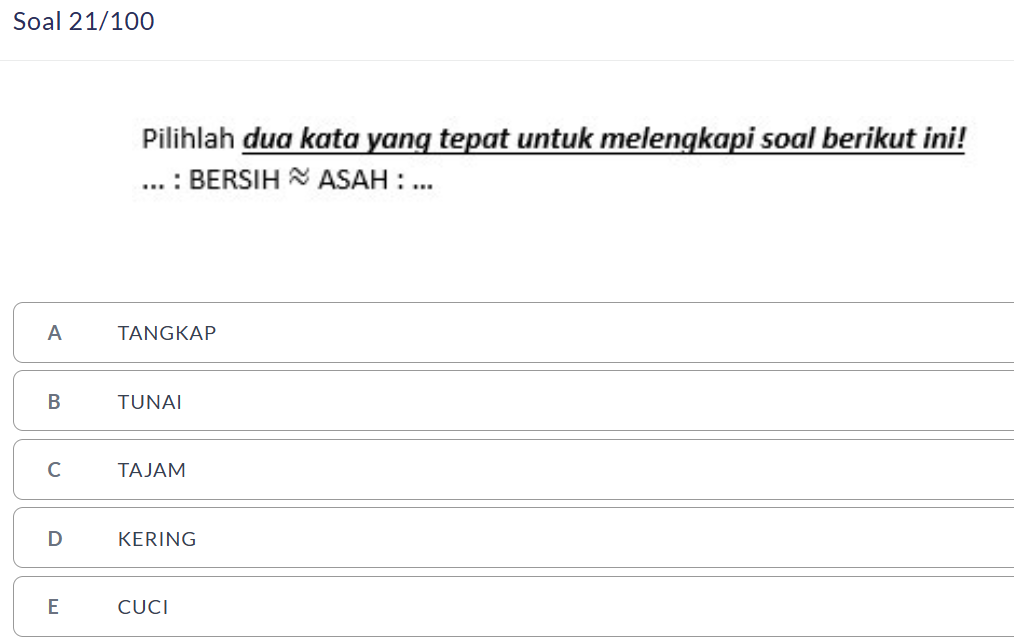 Soal 21/100
Pilihlah dua kata yang tepat untuk melengkapi soal berikut ini!
... : BERSIH ≈ ASAH : ...
A TANGKAP
B TUNAI
C TAJAM
D KERING
E CUCI